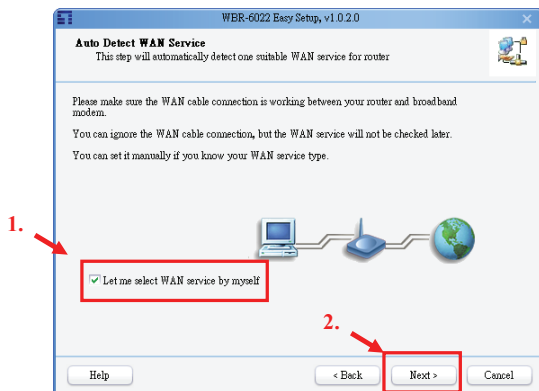 WBR-6022 Easy Setup, v1.0.2.0
Auto Detect WAN Service
This step will automatically detect one suitable WAN service for router
Please make sure the WAN cable connection is working between your router and broadband
modem.
You can ignore the WAN cable connection, but the WAN service will not be checked later.
You can set it manually if you know your WAN service type.
1.
Let me select WAN service by myself
2.
Help
< Back
Next >
Cancel